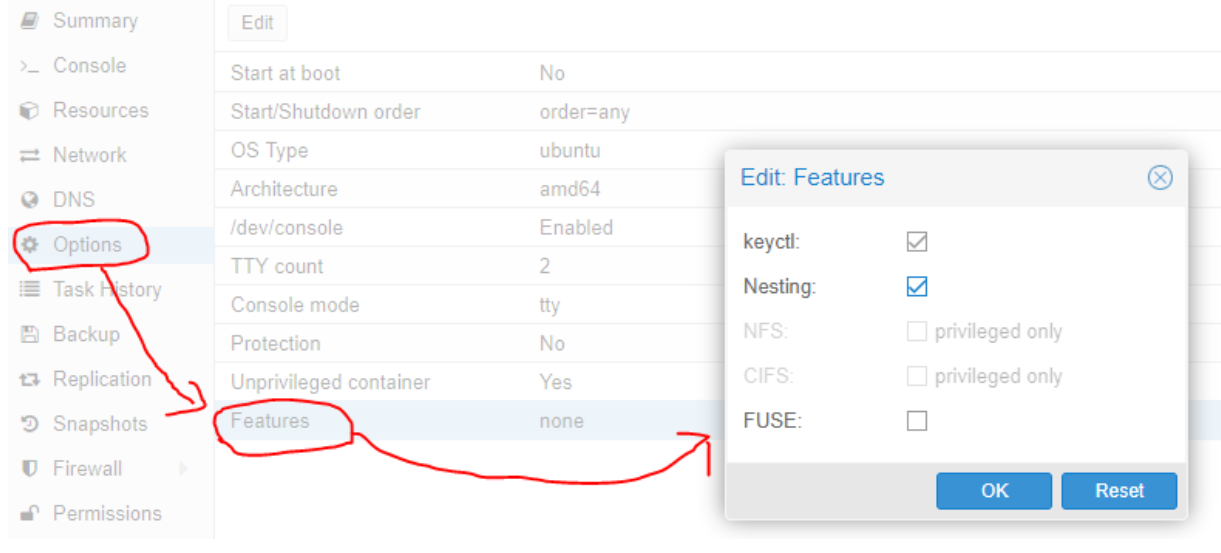 Summary
Console
Resources
Network
DNS
Options
Task History
Backup
Replication
Snapshots
Firewall
Permissions
Edit
Start at boot No
Start/Shutdown order order=any
OS Type ubuntu
Architecture amd64
/dev/console Enabled
TTY count 2
Console mode tty
Protection No
Unprivileged container Yes
Features none
Edit: Features
keyctl:
Nesting:
NFS: privileged only
CIFS: privileged only
FUSE:
OK Reset